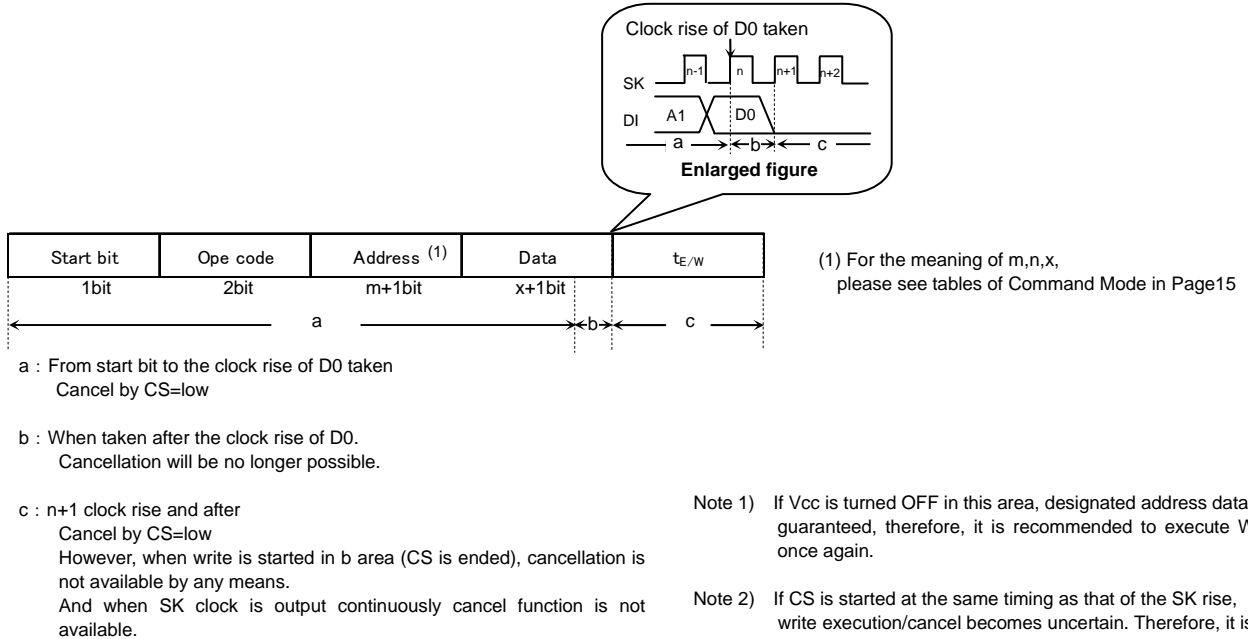 Clock rise of D0 taken
SK n-1 n n+1 n+2
DI A1 D0
a b c
Enlarged figure
Start bit Ope code Address (1) Data tE/W
1bit 2bit m+1bit x+1bit
a b c
(1) For the meaning of m,n,x,
please see tables of Command Mode in Page15
a : From start bit to the clock rise of D0 taken
Cancel by CS=low
b : When taken after the clock rise of D0.
Cancellation will be no longer possible.
c : n+1 clock rise and after
Cancel by CS=low
However, when write is started in b area (CS is ended), cancellation is
not available by any means.
And when SK clock is output continuously cancel function is not
available.
Note 1) If Vcc is turned OFF in this area, designated address data
guaranteed, therefore, it is recommended to execute
once again.
Note 2) If CS is started at the same timing as that of the SK rise,
write execution/cancel becomes uncertain. Therefore, it is